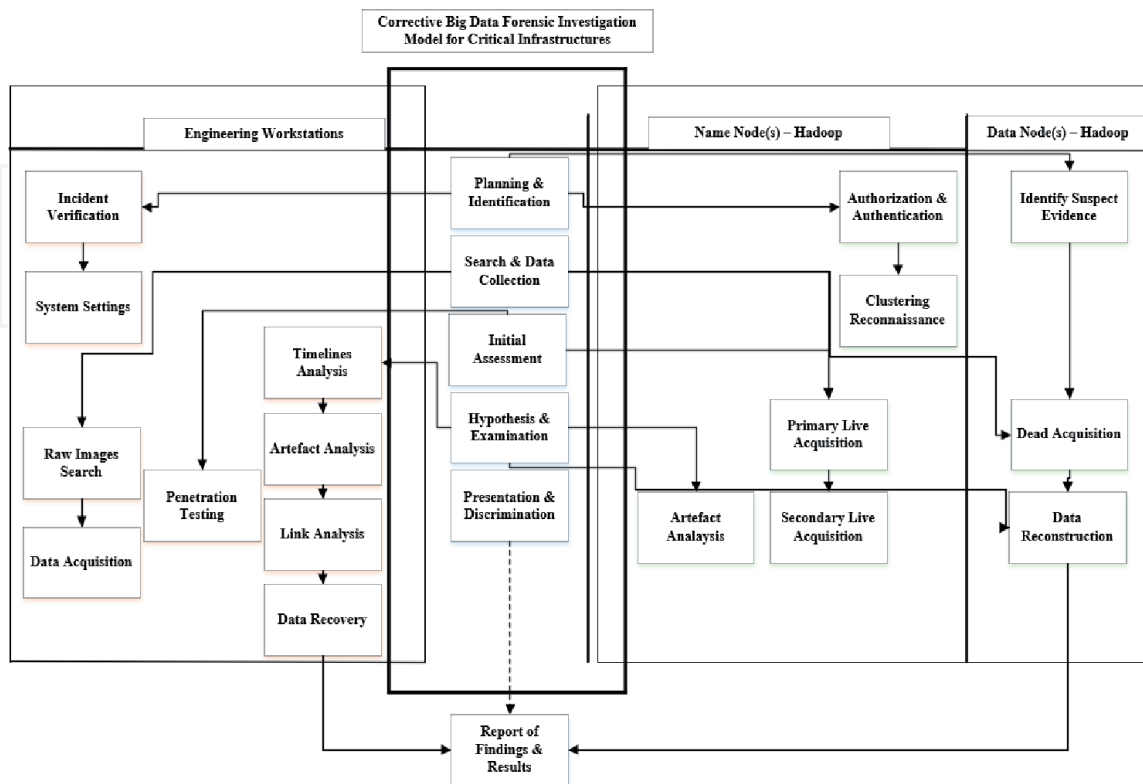 Corrective Big Data Forensic Investigation
Model for Critical Infrastructures
Engineering Workstations
Name Node(s) – Hadoop
Data Node(s) – Hadoop
Incident
Verification
System Settings
Raw Images
Search
Data Acquisition
Penetration
Testing
Timelines
Analysis
Artefact Analysis
Link Analysis
Data Recovery
Planning &
Identification
Search & Data
Collection
Initial
Assessment
Hypothesis &
Examination
Presentation &
Discrimination
Authorization &
Authentication
Clustering
Reconnaissance
Primary Live
Acquisition
Artefact
Analaysis
Secondary Live
Acquisition
Identify Suspect
Evidence
Dead Acquisition
Data
Reconstruction
Report of
Findings &
Results